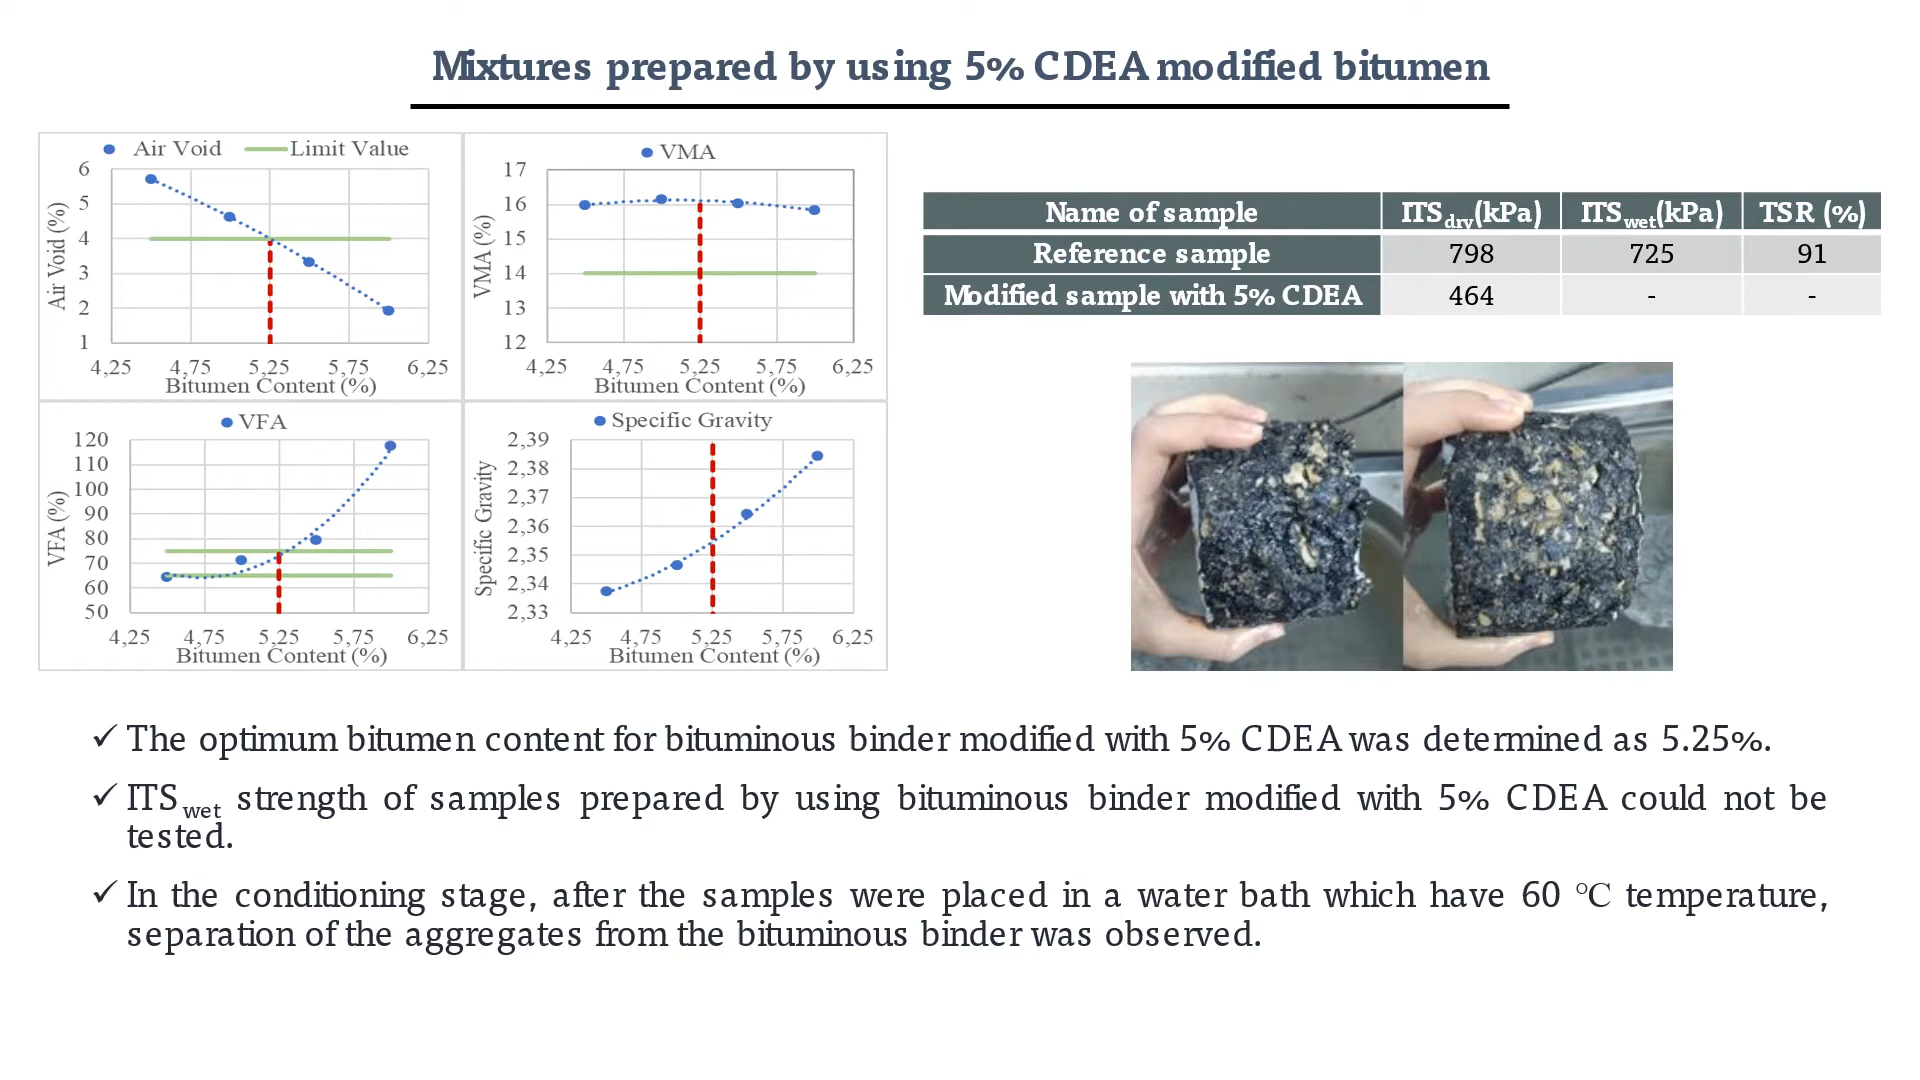 Mixtures prepared by using 5% CDEA modified bitumen
Air Void
Limit Value
Air Void (%)
6
5
4
3
2
1
4,25 4,75 5,25 5,75 6,25
Bitumen Content (%)
VMA
VMA (%)
17
16
15
14
13
12
4,25 4,75 5,25 5,75 6,25
Bitumen Content (%)
VFA
VFA (%)
120
110
100
90
80
70
60
50
4,25 4,75 5,25 5,75 6,25
Bitumen Content (%)
Specific Gravity
Specific Gravity
2,39
2,38
2,37
2,36
2,35
2,34
2,33
4,25 4,75 5,25 5,75 6,25
Bitumen Content (%)
Name of sample ITSdry(kPa) ITSwet(kPa) TSR (%)
Reference sample 798 725 91
Modified sample with 5% CDEA 464 - -
✓ The optimum bitumen content for bituminous binder modified with 5% CDEA was determined as 5.25%.
✓ ITSwet strength of samples prepared by using bituminous binder modified with 5% CDEA could not be
tested.
✓ In the conditioning stage, after the samples were placed in a water bath which have 60 °C temperature,
separation of the aggregates from the bituminous binder was observed.